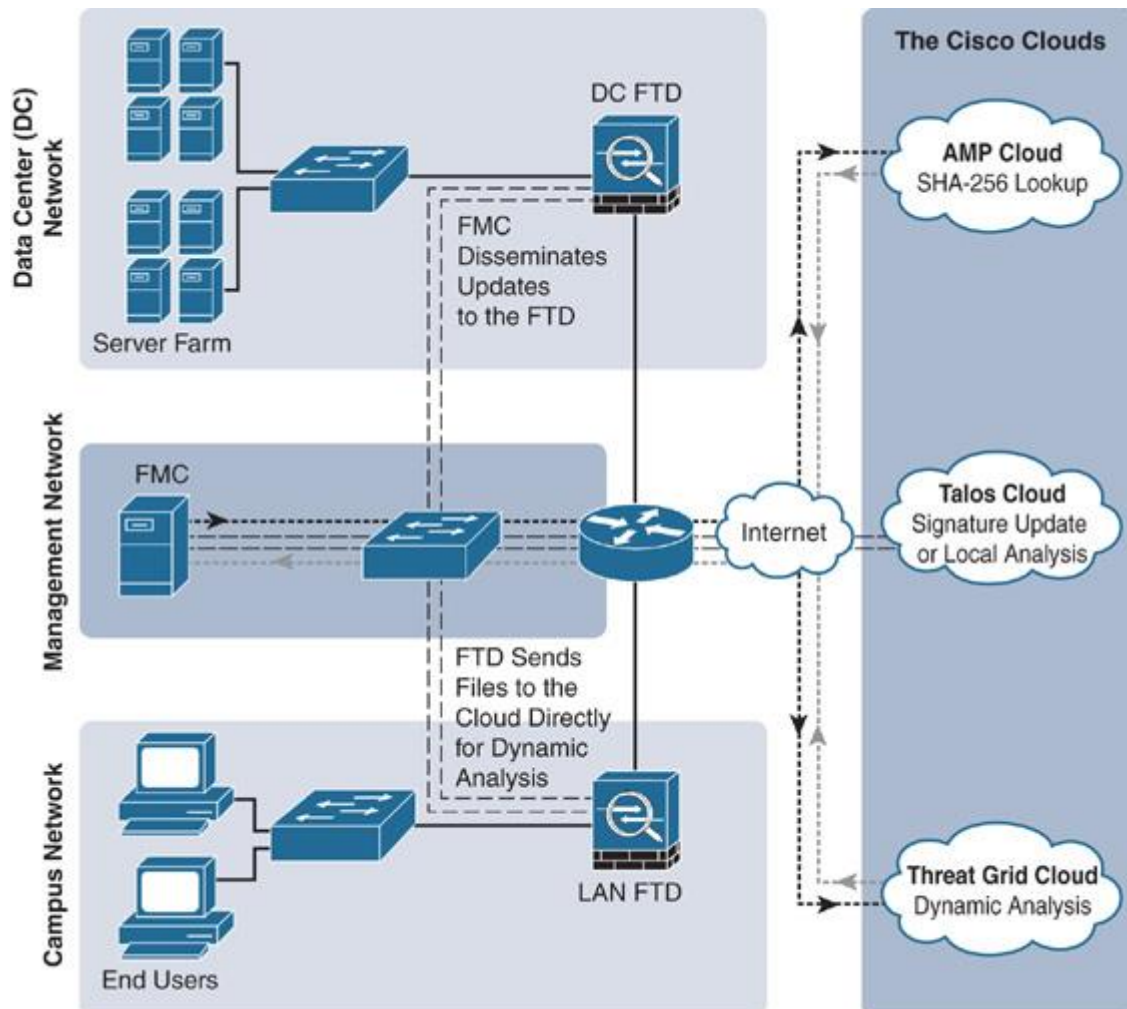 The Cisco Clouds
Data Center (DC)
Network
DC FTD
AMP Cloud
SHA-256 Lookup
FMC
Disseminates
Updates
to the FTD
Server Farm
Management Network
FMC
Internet
Talos Cloud
Signature Update
or Local Analysis
FTD Sends
Files to the
Cloud Directly
for Dynamic
Analysis
Campus Network
LAN FTD
Threat Grid Cloud
Dynamic Analysis
End Users